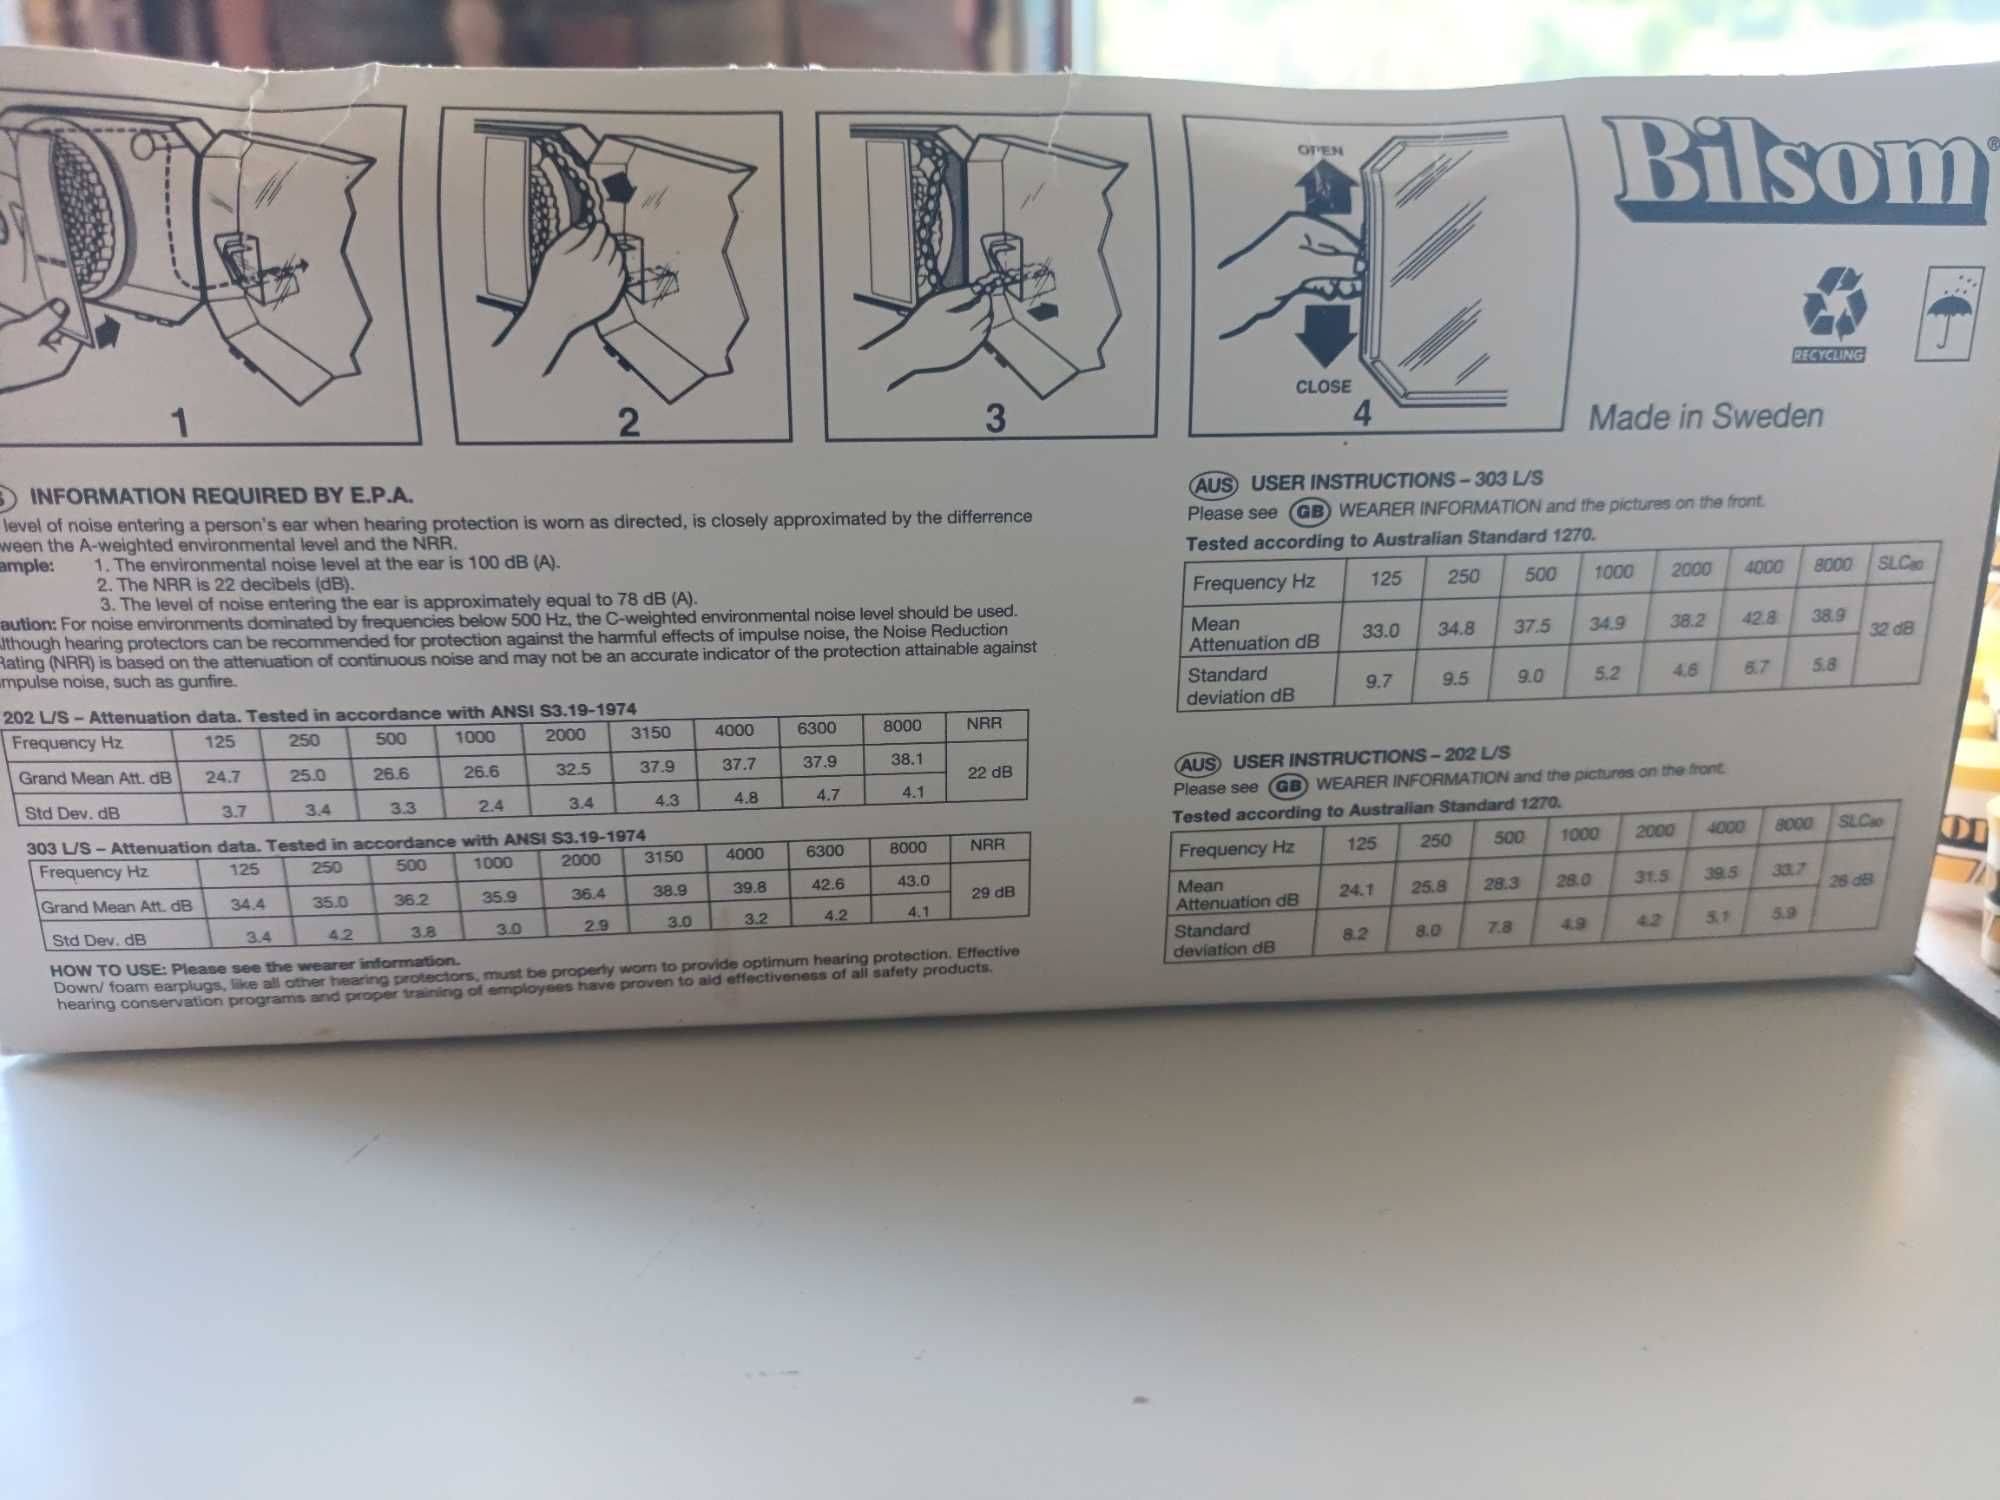 OPEN
CLOSE
1
2
3
4
Bilsom®
RECYCLING
Made in Sweden
INFORMATION REQUIRED BY E.P.A.
level of noise entering a person's ear when hearing protection is worn as directed, is closely approximated by the differrence
ween the A-weighted environmental level and the NRR.
ample: 1. The environmental noise level at the ear is 100 dB (A).
2. The NRR is 22 decibels (dB).
3. The level of noise entering the ear is approximately equal to 78 dB (A).
aution: For noise environments dominated by frequencies below 500 Hz, the C-weighted environmental noise level should be used.
lthough hearing protectors can be recommended for protection against the harmful effects of impulse noise, the Noise Reduction
Rating (NRR) is based on the attenuation of continuous noise and may not be an accurate indicator of the protection attainable against
mpulse noise, such as gunfire.
202 L/S – Attenuation data. Tested in accordance with ANSI S3.19-1974
Frequency Hz 125 250 500 1000 2000 3150 4000 6300 8000 NRR
Grand Mean Att. dB 24.7 25.0 26.6 26.6 32.5 37.9 37.7 37.9 38.1 22 dB
Std Dev. dB 3.7 3.4 3.3 2.4 3.4 4.3 4.8 4.7 4.1
303 L/S – Attenuation data. Tested in accordance with ANSI S3.19-1974
Frequency Hz 125 250 500 1000 2000 3150 4000 6300 8000 NRR
Grand Mean Att. dB 34.4 35.0 36.2 35.9 36.4 38.9 39.8 42.6 43.0 29 dB
Std Dev. dB 3.4 4.2 3.8 3.0 2.9 3.0 3.2 4.2 4.1
HOW TO USE: Please see the wearer information.
Down/ foam earplugs, like all other hearing protectors, must be properly worn to provide optimum hearing protection. Effective
hearing conservation programs and proper training of employees have proven to aid effectiveness of all safety products.
AUS USER INSTRUCTIONS – 303 L/S
Please see GB WEARER INFORMATION and the pictures on the front.
Tested according to Australian Standard 1270.
Frequency Hz 125 250 500 1000 2000 4000 8000 SLC80
Mean
Attenuation dB 33.0 34.8 37.5 34.9 38.2 42.8 38.9 32 dB
Standard
deviation dB 9.7 9.5 9.0 5.2 4.6 6.7 5.8
AUS USER INSTRUCTIONS – 202 L/S
Please see GB WEARER INFORMATION and the pictures on the front.
Tested according to Australian Standard 1270.
Frequency Hz 125 250 500 1000 2000 4000 8000 SLC80
Mean
Attenuation dB 24.1 25.8 28.3 28.0 31.5 39.5 33.7 26 dB
Standard
deviation dB 8.2 8.0 7.8 4.9 4.2 5.1 5.9